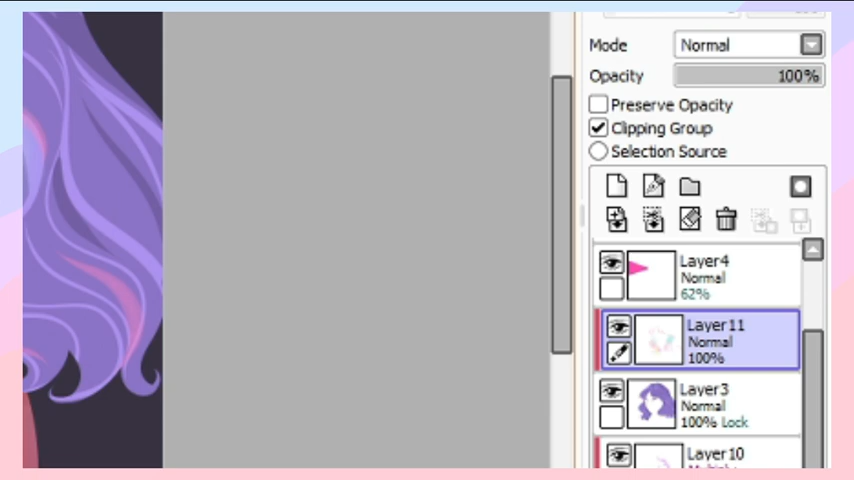 Mode Normal
Opacity 100%
Preserve Opacity
Clipping Group
Selection Source
Layer4
Normal
62%
Layer11
Normal
100%
Layer3
Normal
100% Lock
Layer10